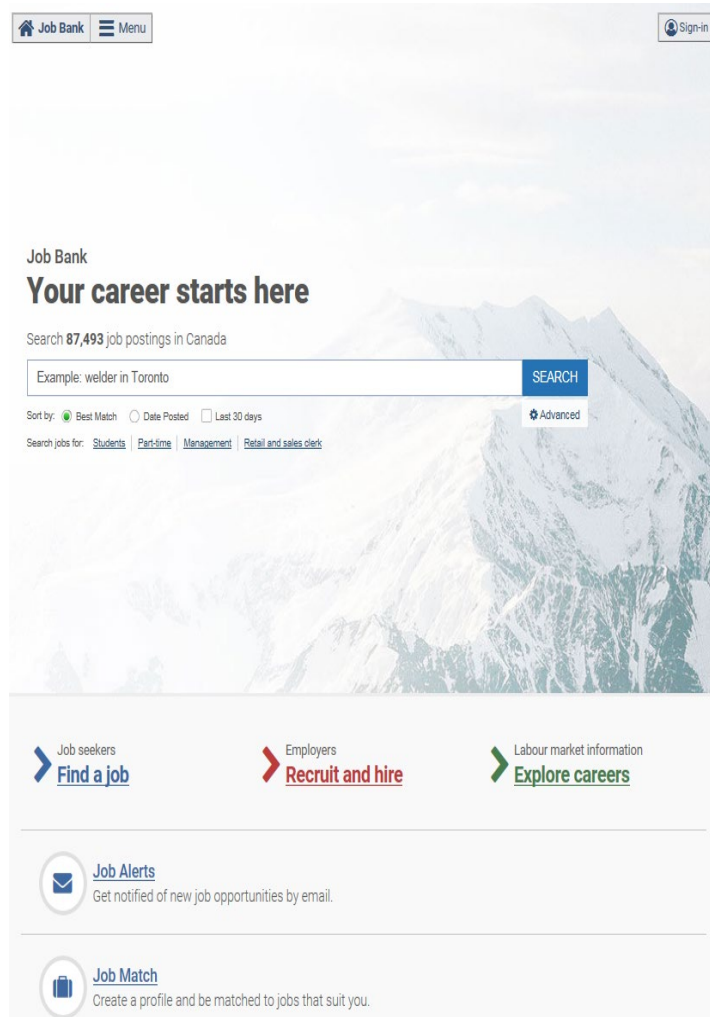 Job Bank Menu Sign-in
Job Bank
Your career starts here
Search 87,493 job postings in Canada
Example: welder in Toronto SEARCH
Sort by: Best Match Date Posted Last 30 days Advanced
Search jobs for: Students Part-time Management Retail and sales clerk
Job seekers Employers Labour market information
Find a job Recruit and hire Explore careers
Job Alerts
Get notified of new job opportunities by email.
Job Match
Create a profile and be matched to jobs that suit you.